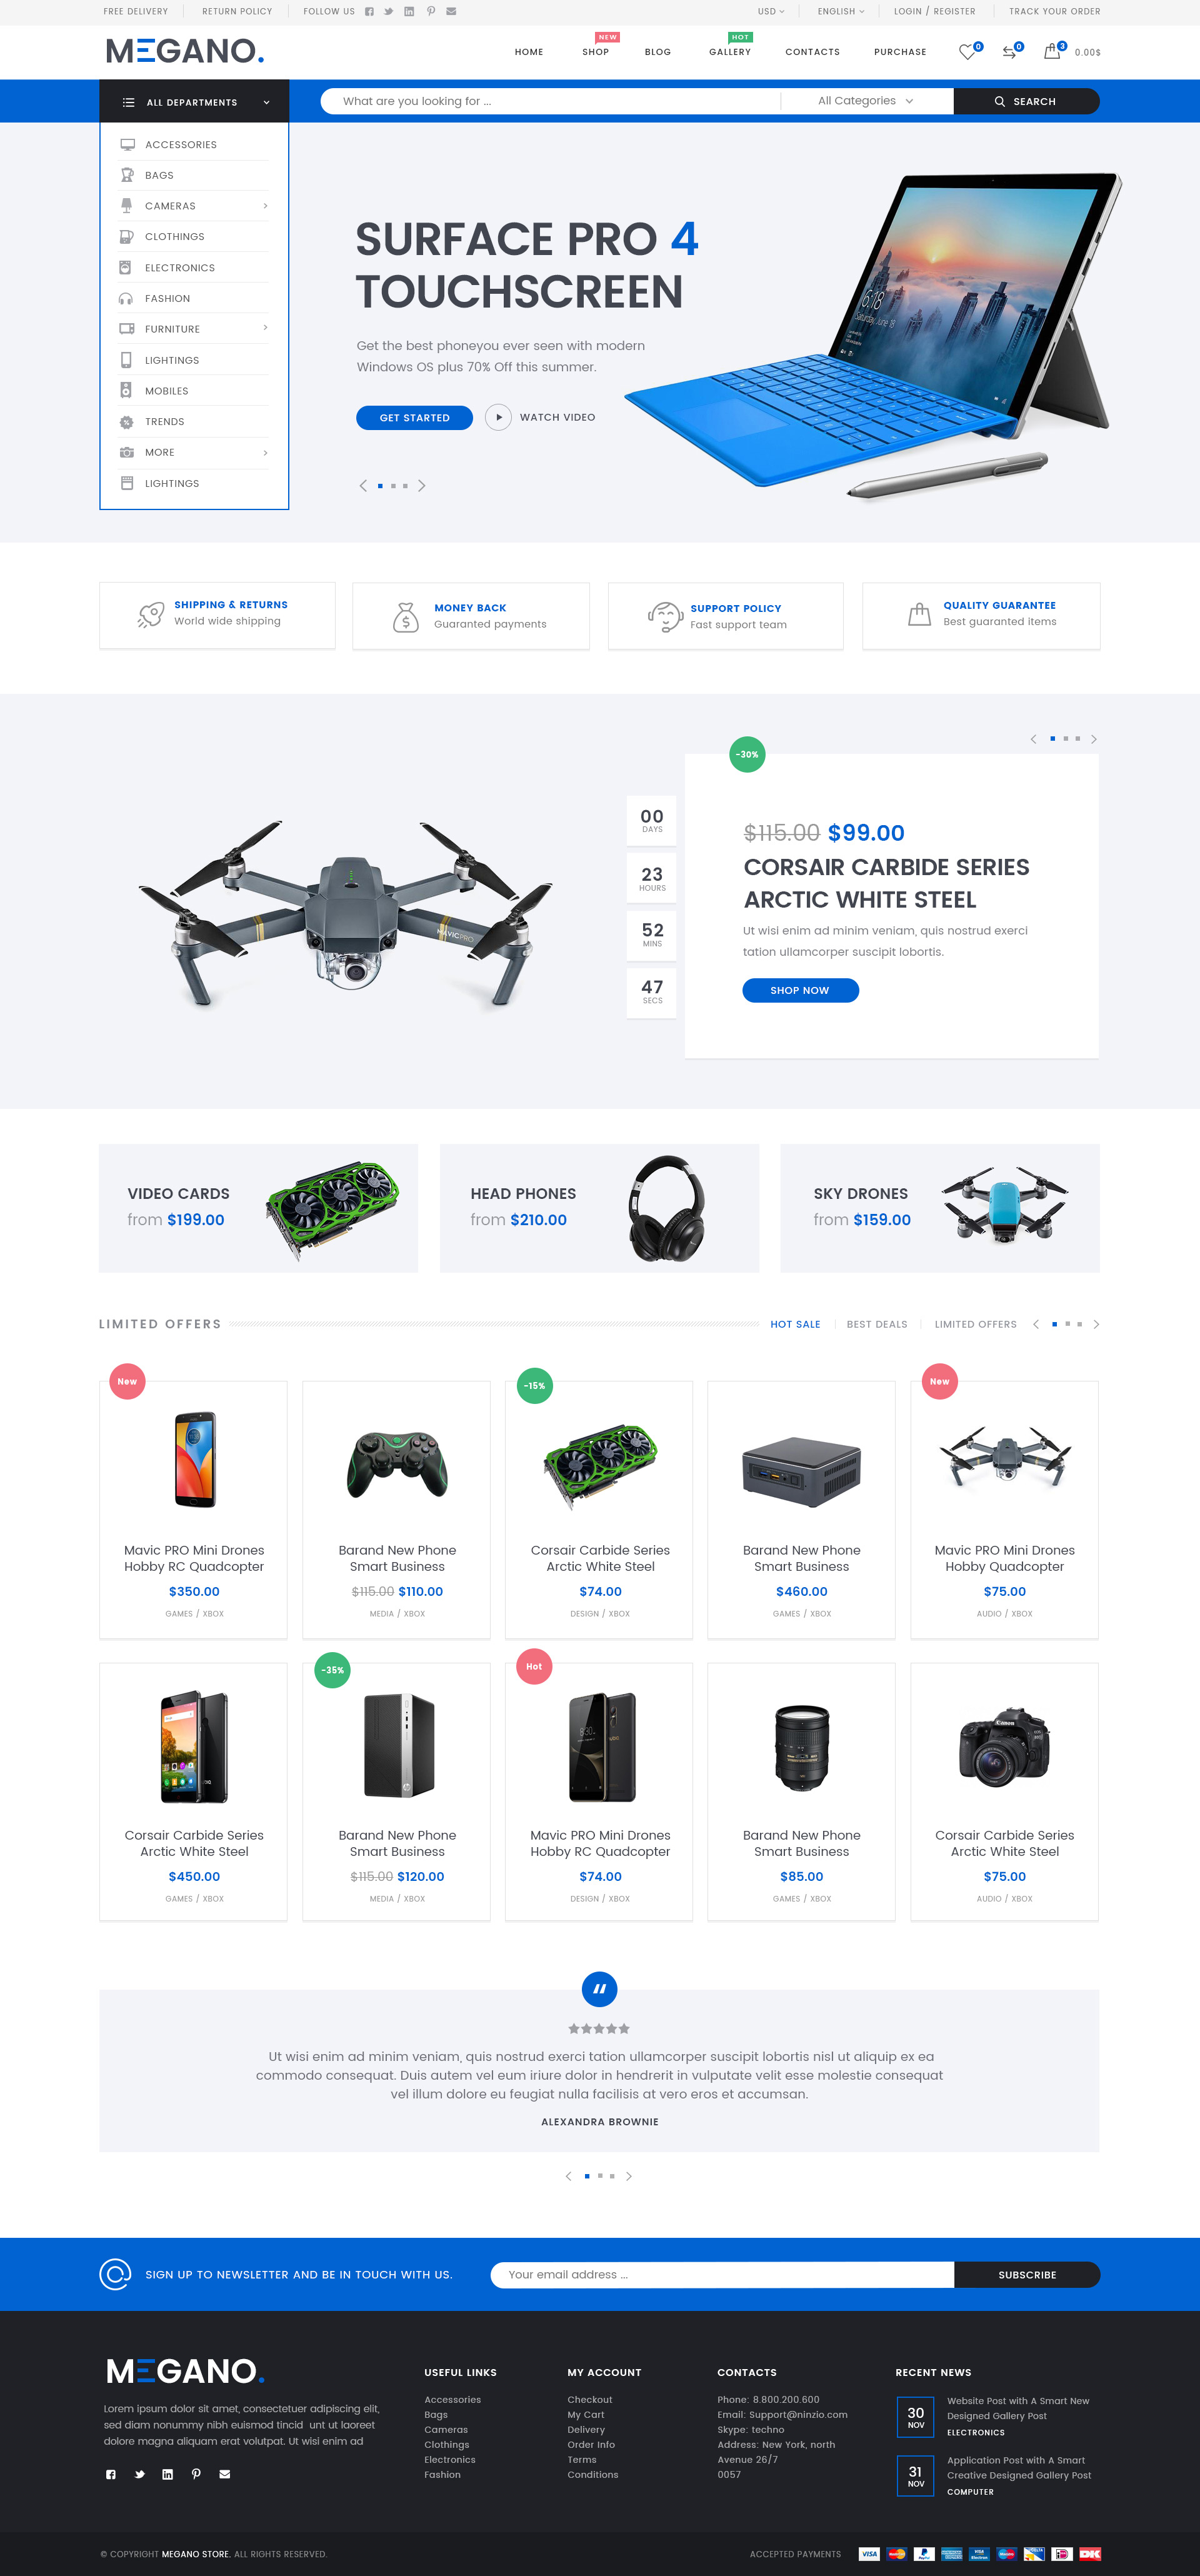 FREE DELIVERY
RETURN POLICY
FOLLOW US
USD
ENGLISH
LOGIN / REGISTER
TRACK YOUR ORDER
MEGANO.
HOME
NEW
SHOP
BLOG
HOT
GALLERY
CONTACTS
PURCHASE
0
0
3
0.00$
ALL DEPARTMENTS
What are you looking for ...
All Categories
SEARCH
ACCESSORIES
BAGS
CAMERAS
CLOTHINGS
ELECTRONICS
FASHION
FURNITURE
LIGHTINGS
MOBILES
TRENDS
MORE
LIGHTINGS
SURFACE PRO 4
TOUCHSCREEN
Get the best phoneyou ever seen with modern
Windows OS plus 70% Off this summer.
GET STARTED
WATCH VIDEO
6:18
Saturday, June 18
SHIPPING & RETURNS
World wide shipping
MONEY BACK
Guaranted payments
SUPPORT POLICY
Fast support team
QUALITY GUARANTEE
Best guaranted items
MAVIC PRO
00
DAYS
23
HOURS
52
MINS
47
SECS
-30%
$115.00 $99.00
CORSAIR CARBIDE SERIES
ARCTIC WHITE STEEL
Ut wisi enim ad minim veniam, quis nostrud exerci
tation ullamcorper suscipit lobortis.
SHOP NOW
VIDEO CARDS
from $199.00
HEAD PHONES
from $210.00
SKY DRONES
from $159.00
LIMITED OFFERS
HOT SALE
BEST DEALS
LIMITED OFFERS
New
Mavic PRO Mini Drones
Hobby RC Quadcopter
$350.00
GAMES / XBOX
Barand New Phone
Smart Business
$115.00 $110.00
MEDIA / XBOX
-15%
Corsair Carbide Series
Arctic White Steel
$74.00
DESIGN / XBOX
Barand New Phone
Smart Business
$460.00
GAMES / XBOX
New
Mavic PRO Mini Drones
Hobby Quadcopter
$75.00
AUDIO / XBOX
Corsair Carbide Series
Arctic White Steel
$450.00
GAMES / XBOX
-35%
Barand New Phone
Smart Business
$115.00 $120.00
MEDIA / XBOX
Hot
9:30
Mavic PRO Mini Drones
Hobby RC Quadcopter
$74.00
DESIGN / XBOX
Barand New Phone
Smart Business
$85.00
GAMES / XBOX
Canon
Corsair Carbide Series
Arctic White Steel
$75.00
AUDIO / XBOX
Ut wisi enim ad minim veniam, quis nostrud exerci tation ullamcorper suscipit lobortis nisl ut aliquip ex ea
commodo consequat. Duis autem vel eum iriure dolor in hendrerit in vulputate velit esse molestie consequat
vel illum dolore eu feugiat nulla facilisis at vero eros et accumsan.
ALEXANDRA BROWNIE
SIGN UP TO NEWSLETTER AND BE IN TOUCH WITH US.
Your email address ...
SUBSCRIBE
MEGANO.
Lorem ipsum dolor sit amet, consectetuer adipiscing elit,
sed diam nonummy nibh euismod tincid unt ut laoreet
dolore magna aliquam erat volutpat. Ut wisi enim ad
USEFUL LINKS
Accessories
Bags
Cameras
Clothings
Electronics
Fashion
MY ACCOUNT
Checkout
My Cart
Delivery
Order Info
Terms
Conditions
CONTACTS
Phone: 8.800.200.600
Email: Support@ninzio.com
Skype: techno
Address: New York, north
Avenue 26/7
0057
RECENT NEWS
30
NOV
Website Post with A Smart New
Designed Gallery Post
ELECTRONICS
31
NOV
Application Post with A Smart
Creative Designed Gallery Post
COMPUTER
© COPYRIGHT MEGANO STORE. ALL RIGHTS RESERVED.
ACCEPTED PAYMENTS
VISA
PayPal
VISA